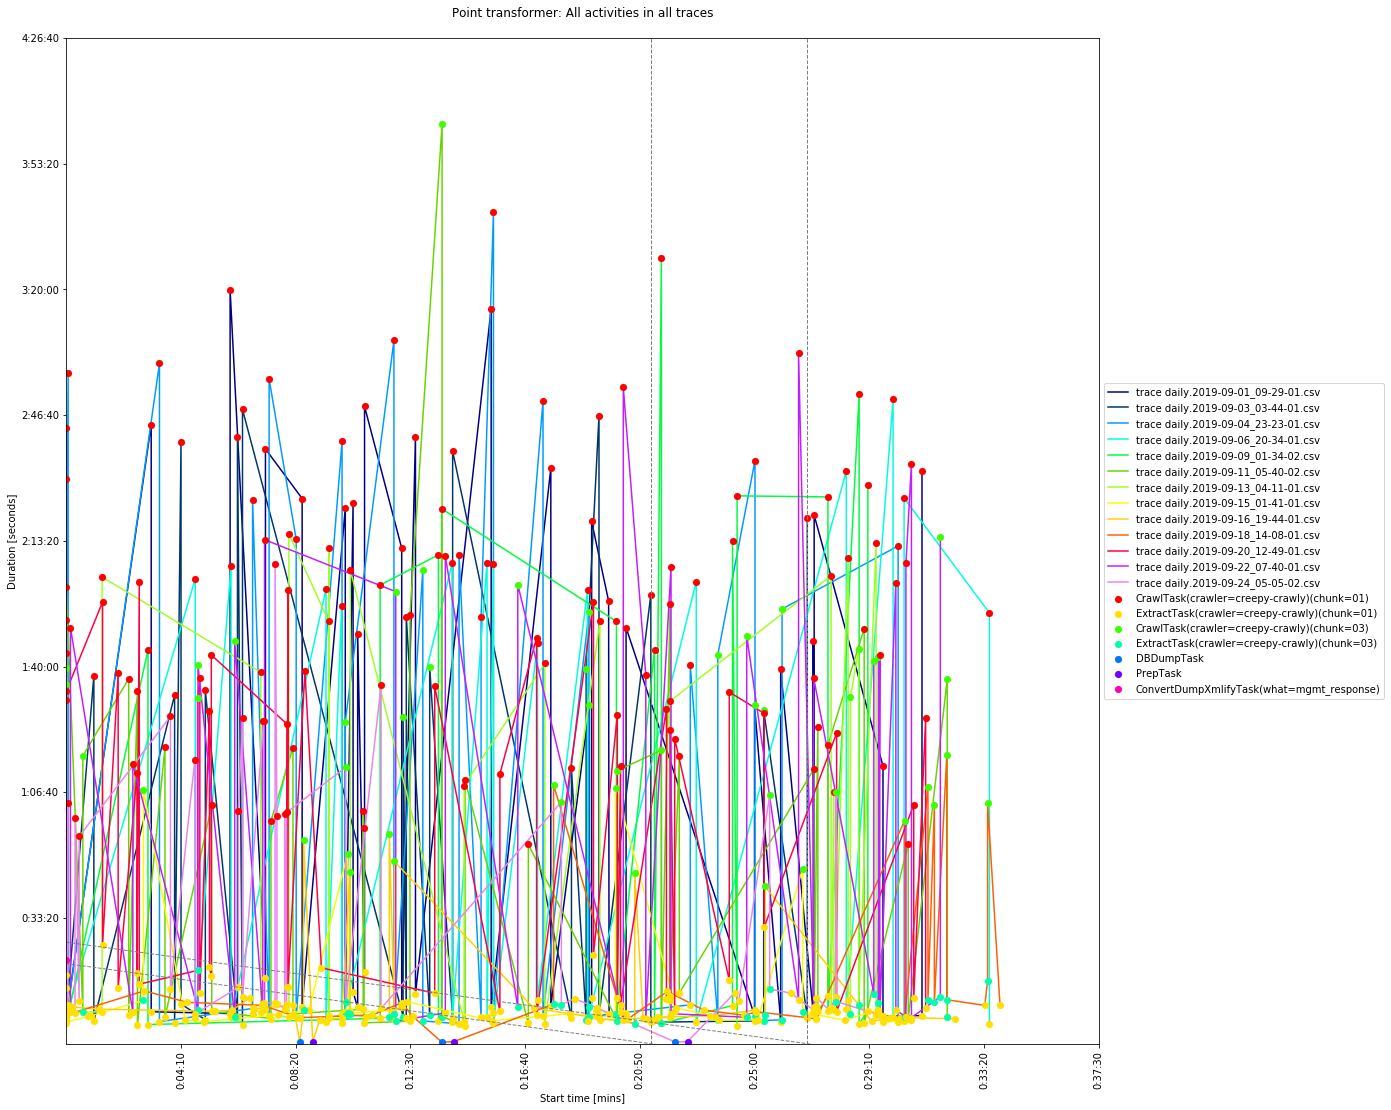 Point transformer: All activities in all traces
4:26:40
3:53:20
3:20:00
2:46:40
2:13:20
1:40:00
1:06:40
0:33:20
Duration [seconds]
0:04:10
0:08:20
0:12:30
0:16:40
0:20:50
0:25:00
0:29:10
0:33:20
0:37:30
Start time [mins]
trace daily.2019-09-01_09-29-01.csv
trace daily.2019-09-03_03-44-01.csv
trace daily.2019-09-04_23-23-01.csv
trace daily.2019-09-06_20-34-01.csv
trace daily.2019-09-09_01-34-02.csv
trace daily.2019-09-11_05-40-02.csv
trace daily.2019-09-13_04-11-01.csv
trace daily.2019-09-15_01-41-01.csv
trace daily.2019-09-16_19-44-01.csv
trace daily.2019-09-18_14-08-01.csv
trace daily.2019-09-20_12-49-01.csv
trace daily.2019-09-22_07-40-01.csv
trace daily.2019-09-24_05-05-02.csv
CrawlTask(crawler=creepy-crawly)(chunk=01)
ExtractTask(crawler=creepy-crawly)(chunk=01)
CrawlTask(crawler=creepy-crawly)(chunk=03)
ExtractTask(crawler=creepy-crawly)(chunk=03)
DBDumpTask
PrepTask
ConvertDumpXmlifyTask(what=mgmt_response)